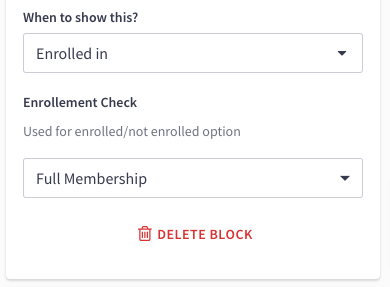 When to show this?
Enrolled in
Enrollement Check
Used for enrolled/not enrolled option
Full Membership
DELETE BLOCK